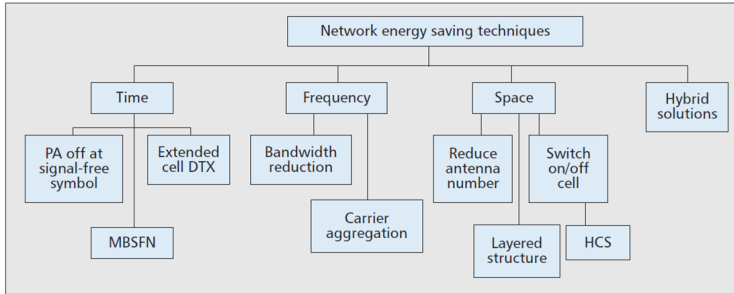 Network energy saving techniques
Time
Frequency
Space
Hybrid
solutions
PA off at
signal-free
symbol
Extended
cell DTX
Bandwidth
reduction
Reduce
antenna
number
Switch
on/off
cell
MBSFN
Carrier
aggregation
Layered
structure
HCS